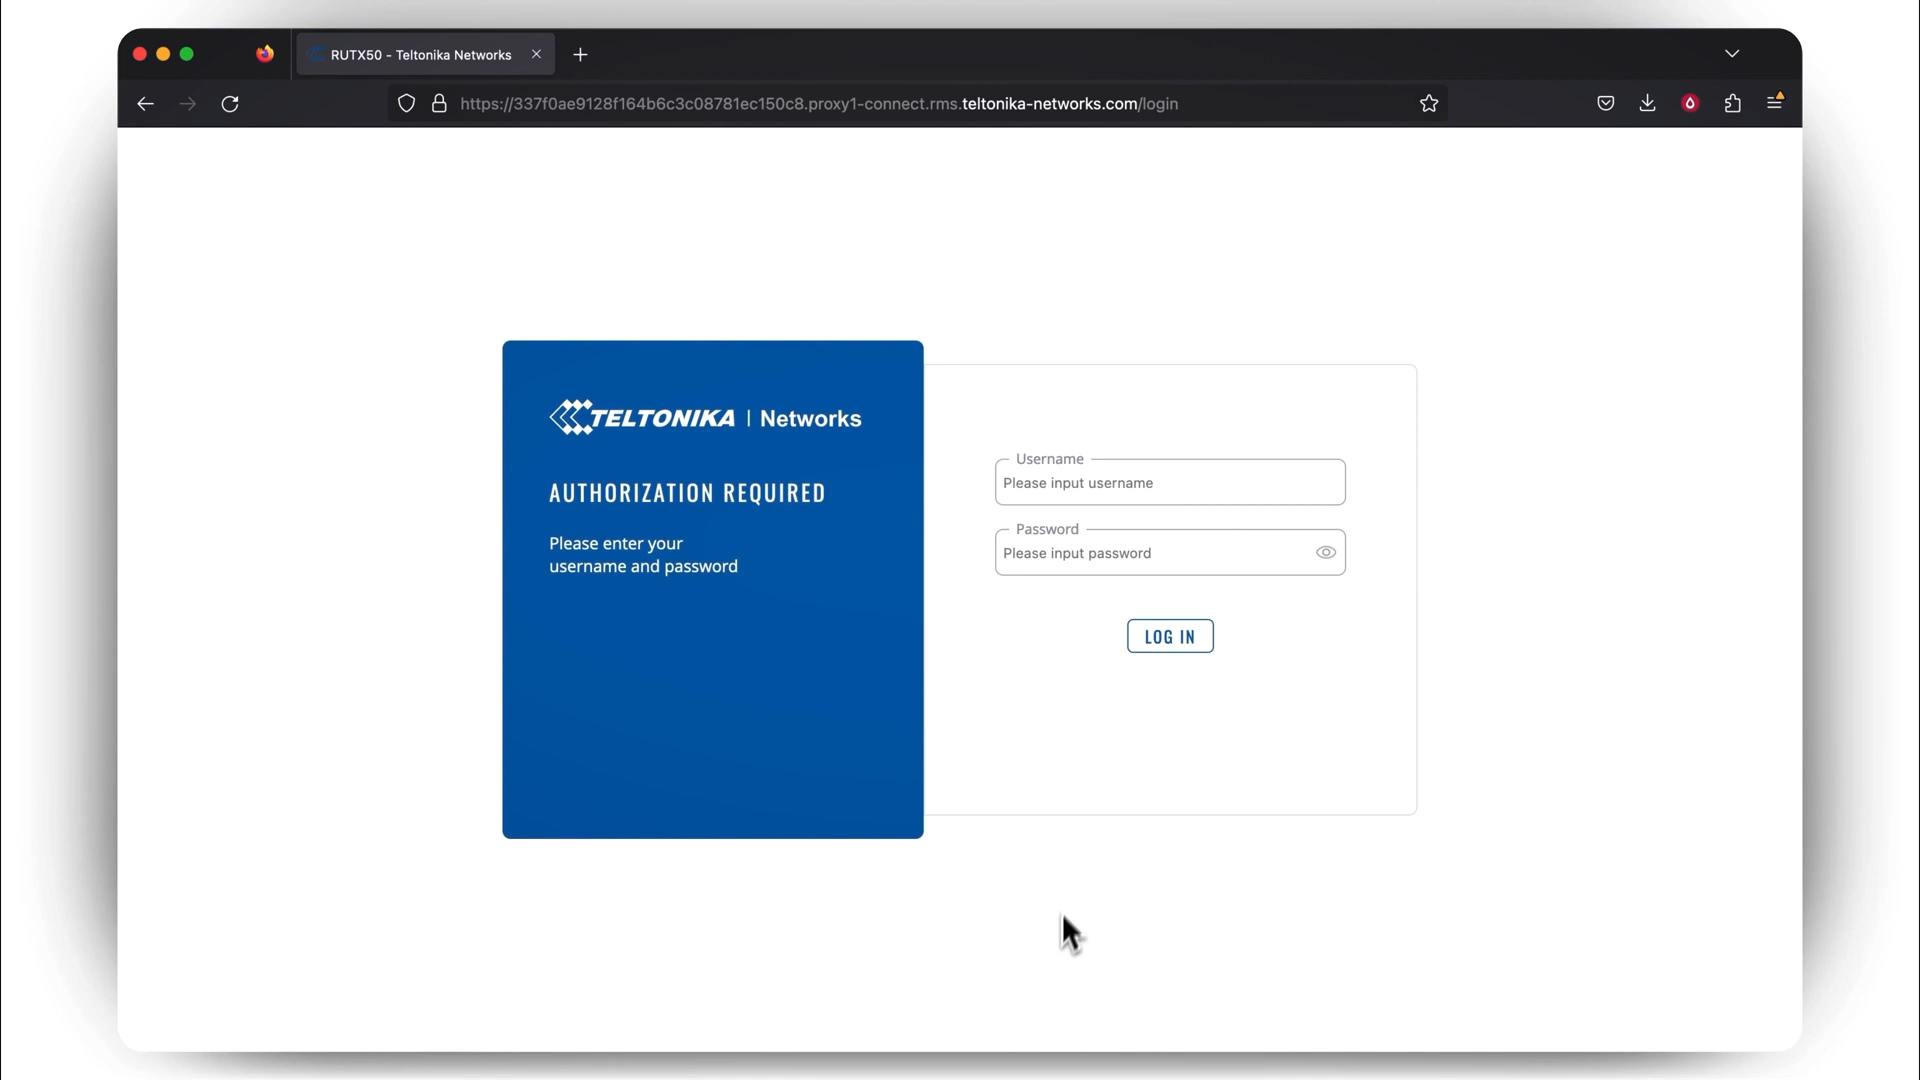 RUTX50 - Teltonika Networks
https://337f0ae9128f164b6c3c08781ec150c8.proxy1-connect.rms.teltonika-networks.com/login
TELTONIKA | Networks
AUTHORIZATION REQUIRED
Please enter your
username and password
Username
Please input username
Password
Please input password
LOG IN